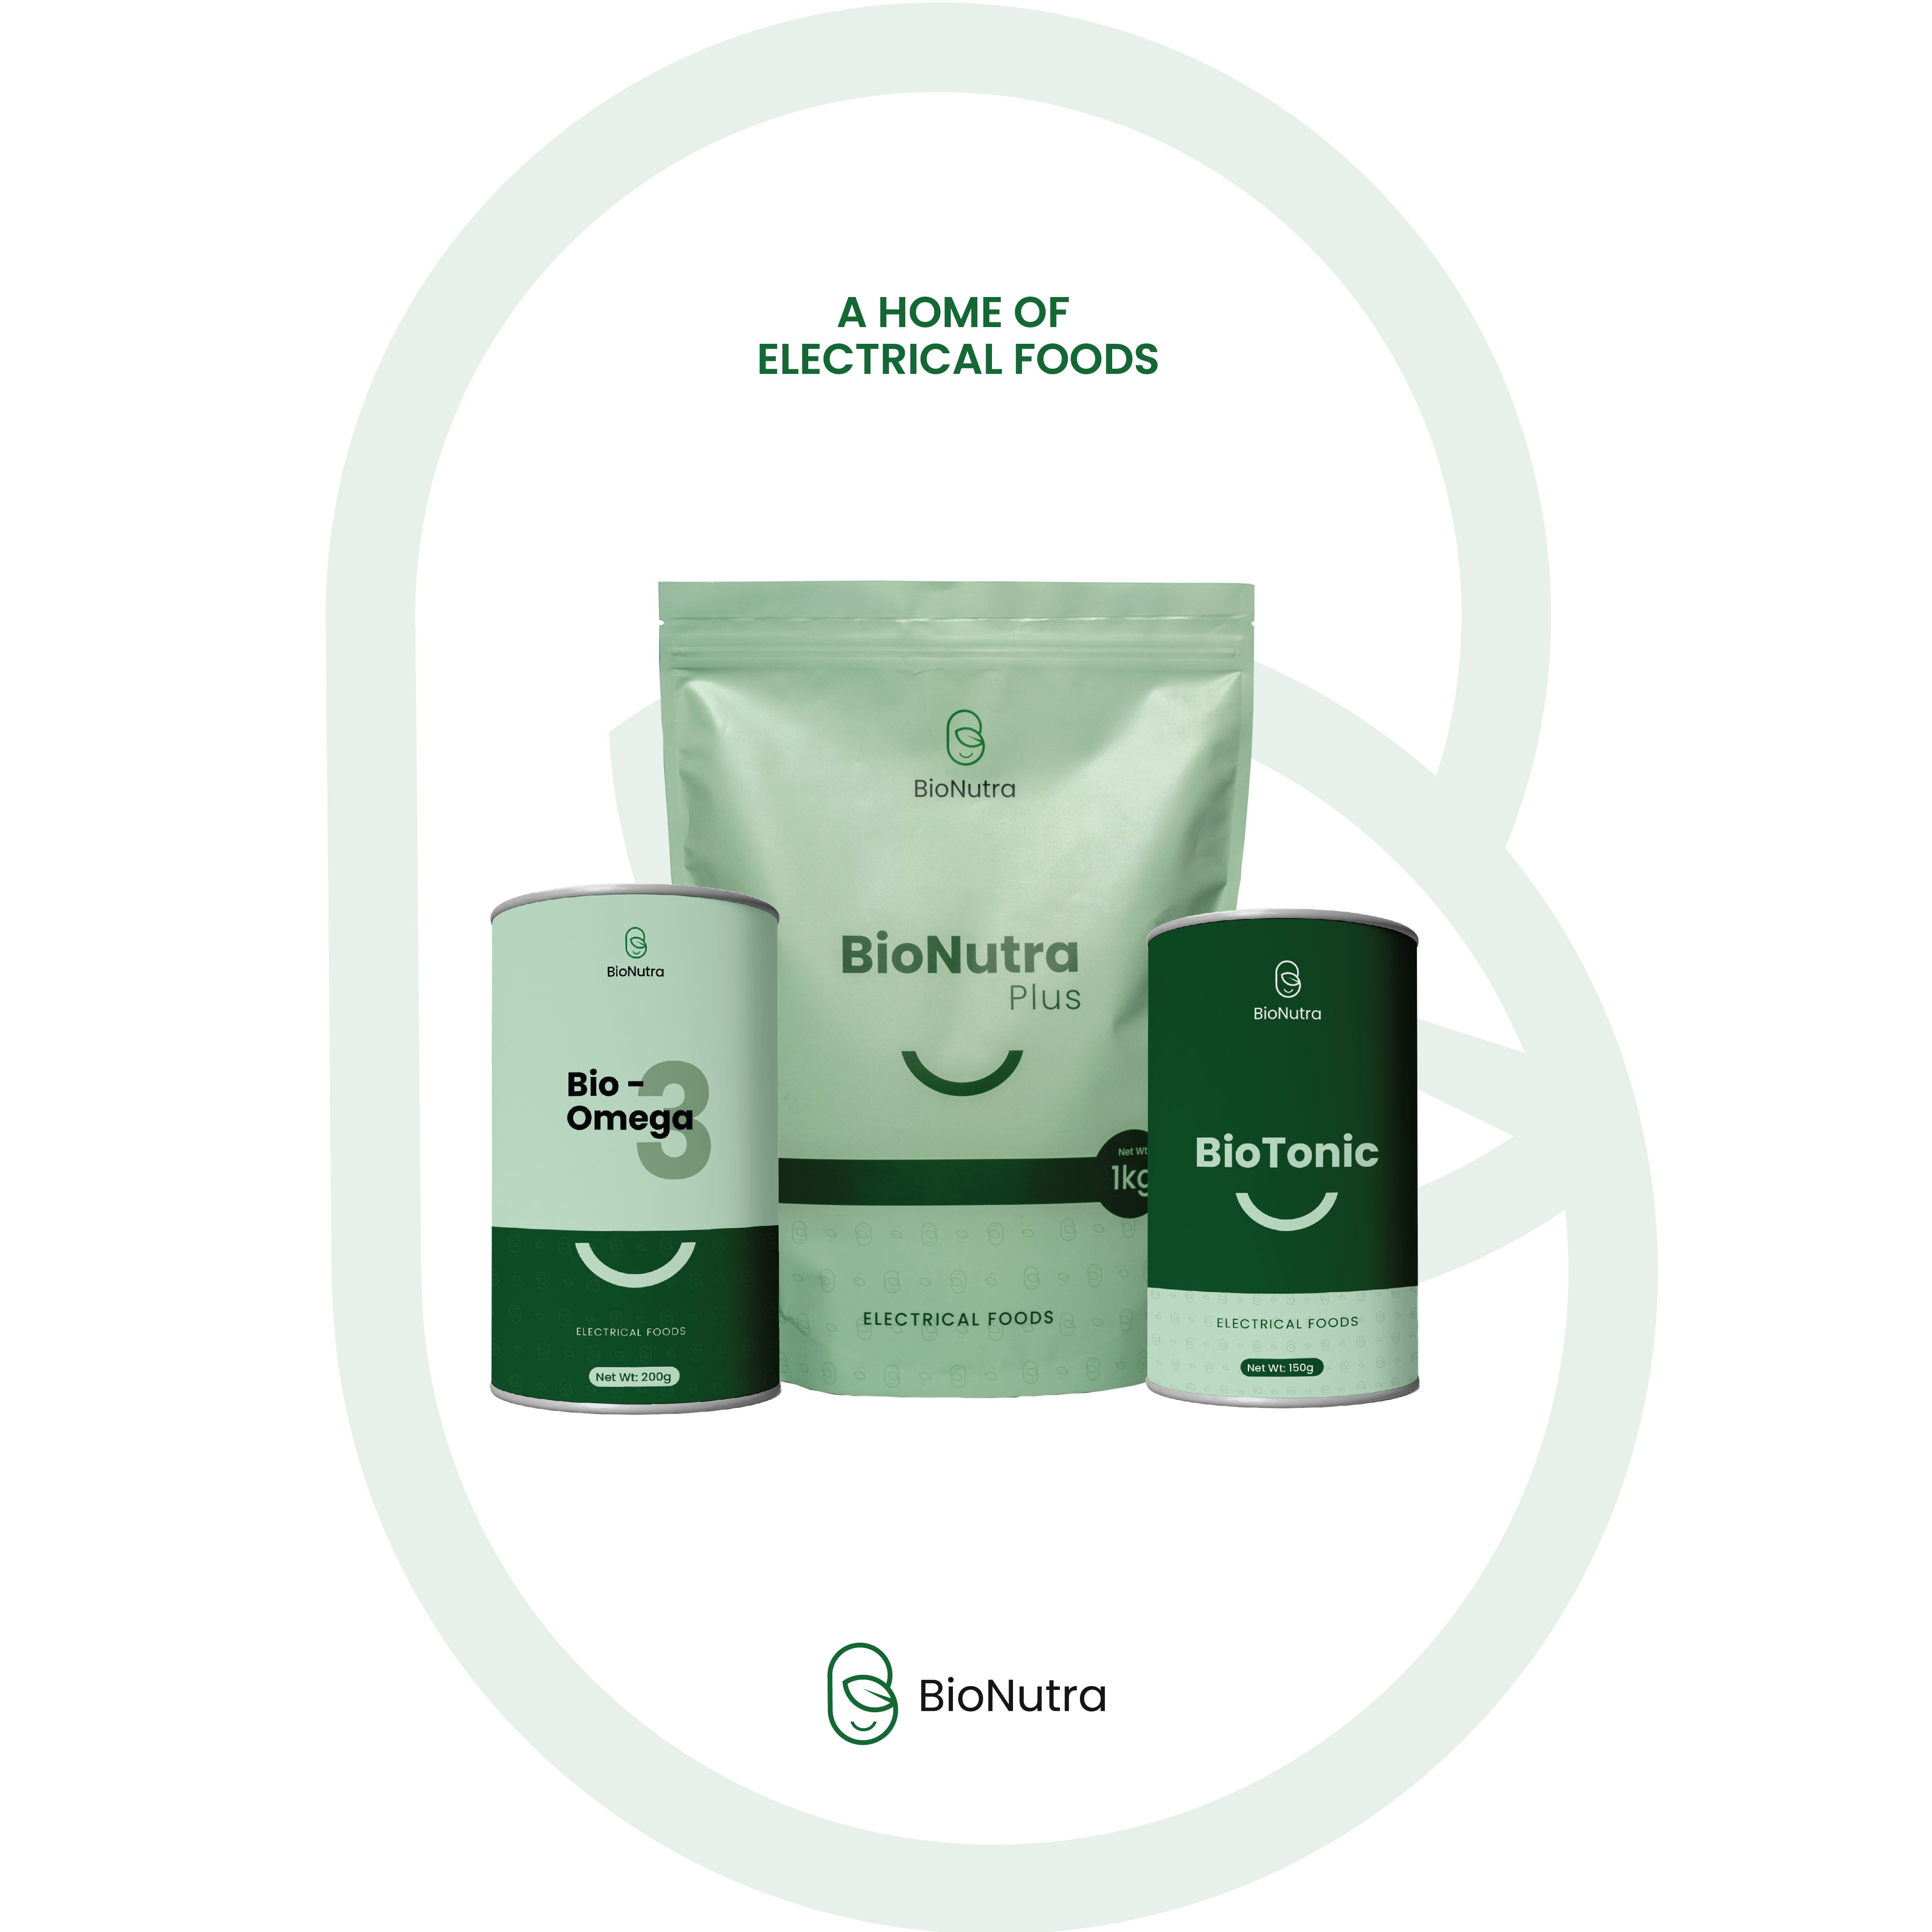 A HOME OF
ELECTRICAL FOODS
BioNutra
BioNutra
Plus
Net Wt
1kg
ELECTRICAL FOODS
BioNutra
3
Bio -
Omega
ELECTRICAL FOODS
Net Wt: 200g
BioNutra
BioTonic
ELECTRICAL FOODS
Net Wt: 150g
BioNutra